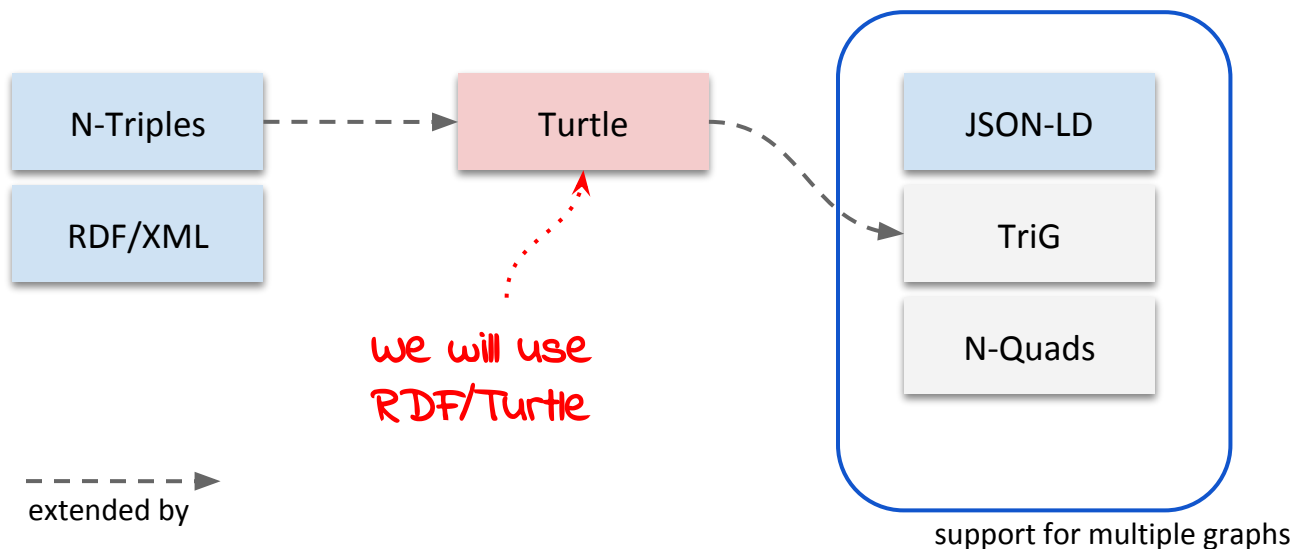 N-Triples
Turtle
JSON-LD
RDF/XML
TriG
N-Quads
we will use
RDF/Turtle
extended by
support for multiple graphs